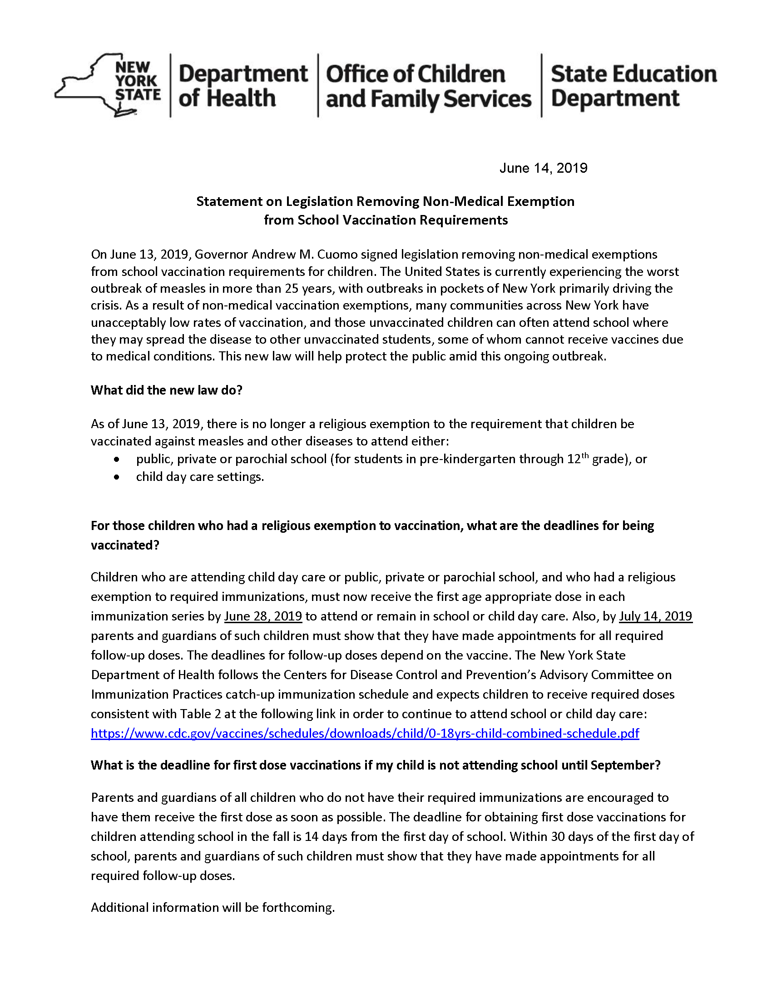 NEW
YORK
STATE
Department
of Health
Office of Children
and Family Services
State Education
Department
June 14, 2019
Statement on Legislation Removing Non-Medical Exemption
from School Vaccination Requirements
On June 13, 2019, Governor Andrew M. Cuomo signed legislation removing non-medical exemptions
from school vaccination requirements for children. The United States is currently experiencing the worst
outbreak of measles in more than 25 years, with outbreaks in pockets of New York primarily driving the
crisis. As a result of non-medical vaccination exemptions, many communities across New York have
unacceptably low rates of vaccination, and those unvaccinated children can often attend school where
they may spread the disease to other unvaccinated students, some of whom cannot receive vaccines due
to medical conditions. This new law will help protect the public amid this ongoing outbreak.
What did the new law do?
As of June 13, 2019, there is no longer a religious exemption to the requirement that children be
vaccinated against measles and other diseases to attend either:
• public, private or parochial school (for students in pre-kindergarten through 12th grade), or
• child day care settings.
For those children who had a religious exemption to vaccination, what are the deadlines for being
vaccinated?
Children who are attending child day care or public, private or parochial school, and who had a religious
exemption to required immunizations, must now receive the first age appropriate dose in each
immunization series by June 28, 2019 to attend or remain in school or child day care. Also, by July 14, 2019
parents and guardians of such children must show that they have made appointments for all required
follow-up doses. The deadlines for follow-up doses depend on the vaccine. The New York State
Department of Health follows the Centers for Disease Control and Prevention’s Advisory Committee on
Immunization Practices catch-up immunization schedule and expects children to receive required doses
consistent with Table 2 at the following link in order to continue to attend school or child day care:
https://www.cdc.gov/vaccines/schedules/downloads/child/0-18yrs-child-combined-schedule.pdf
What is the deadline for first dose vaccinations if my child is not attending school until September?
Parents and guardians of all children who do not have their required immunizations are encouraged to
have them receive the first dose as soon as possible. The deadline for obtaining first dose vaccinations for
children attending school in the fall is 14 days from the first day of school. Within 30 days of the first day of
school, parents and guardians of such children must show that they have made appointments for all
required follow-up doses.
Additional information will be forthcoming.